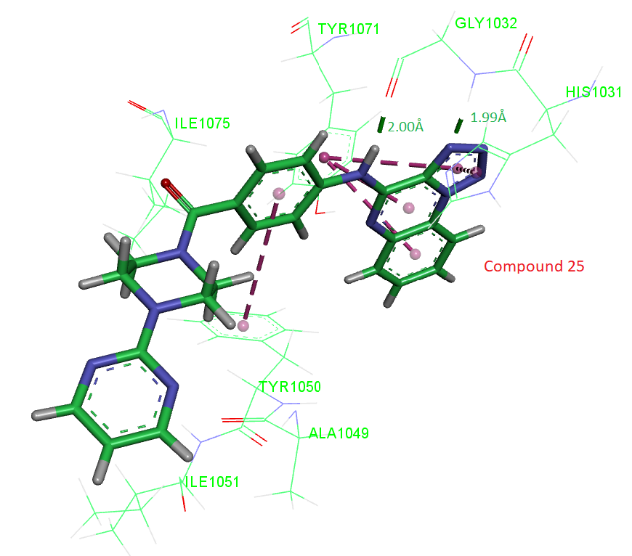 GLY1032
TYR1071
HIS1031
ILE1075
2.00Å
1.99Å
Compound 25
TYR1050
ALA1049
ILE1051